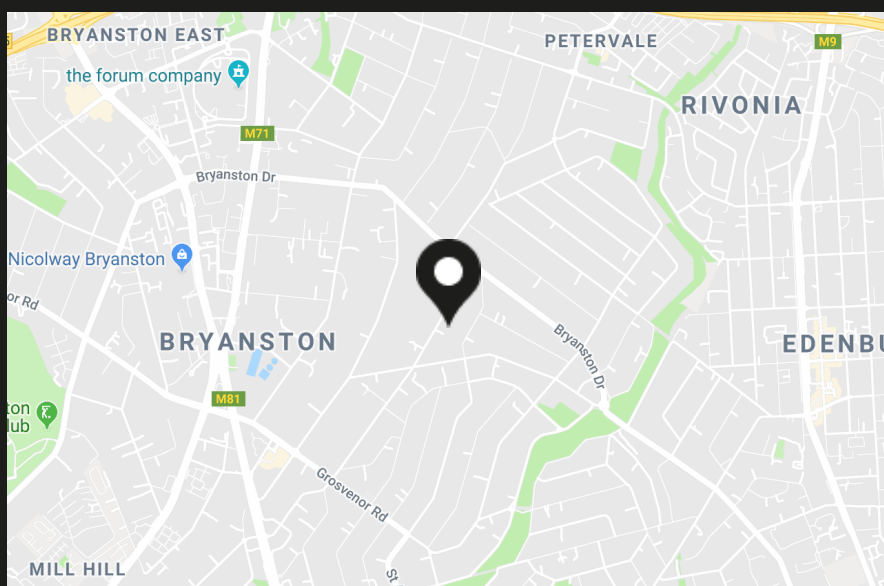 BRYANSTON EAST
PETERVALE
M9
the forum company
RIVONIA
M71
Bryanston Dr
Nicolway Bryanston
or Rd
BRYANSTON
Bryanston Dr
EDENBU
M81
ton
lub
Grosvenor Rd
St
MILL HILL